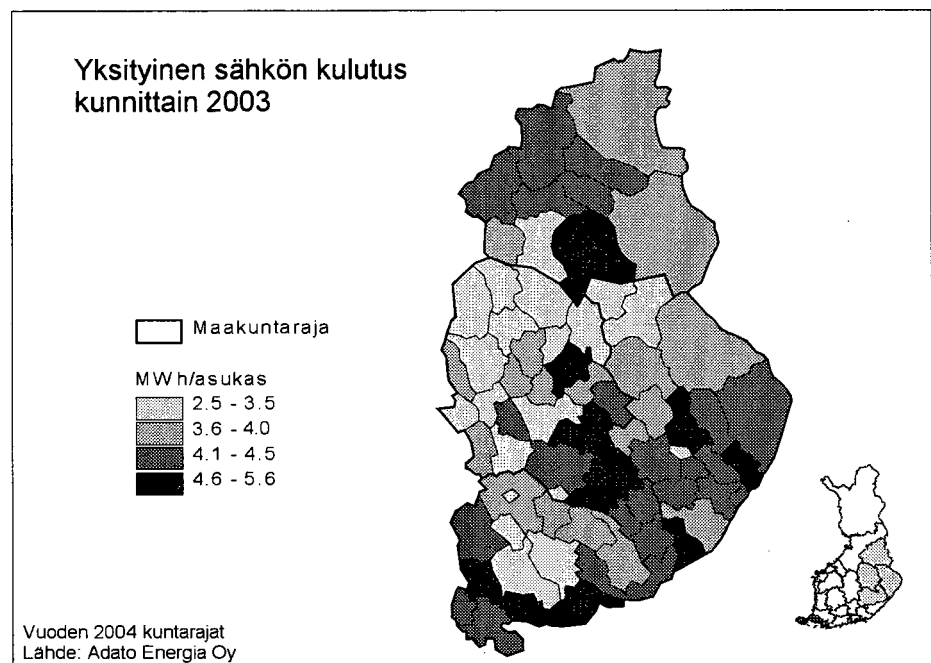 Yksityinen sähkön kulutus
kunnittain 2003
Maakuntaraja
MWh/asukas
2.5 - 3.5
3.6 - 4.0
4.1 - 4.5
4.6 - 5.6
Vuoden 2004 kuntarajat
Lähde: Adato Energia Oy